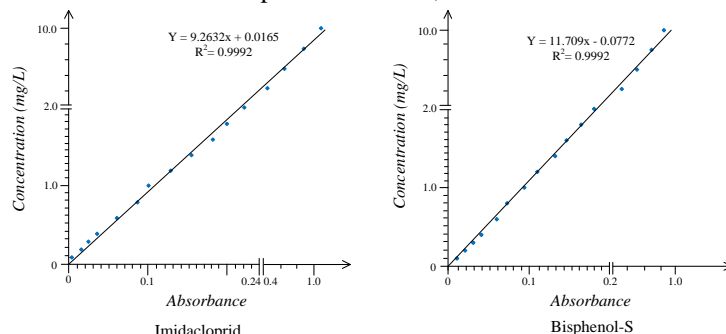 10.0
Y = 9.2632x + 0.0165
R2= 0.9992
2.0
1.0
0
0
0.1
0.24
0.4
1.0
Concentration (mg/L)
Absorbance
Imidacloprid
10.0
Y = 11.709x - 0.0772
R2= 0.9992
2.0
1.0
0
0
0.1
0.2
1.0
Concentration (mg/L)
Absorbance
Bisphenol-S